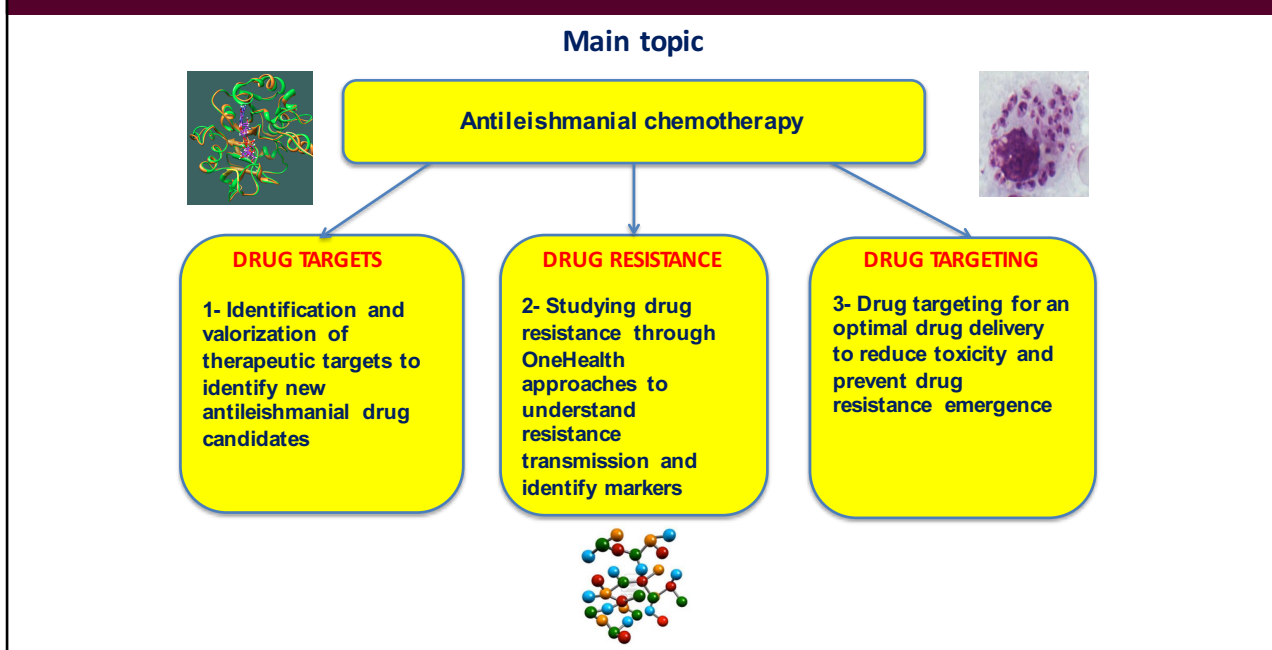 Main topic
Antileishmanial chemotherapy
DRUG TARGETS
1- Identification and
valorization of
therapeutic targets to
identify new
antileishmanial drug
candidates
DRUG RESISTANCE
2- Studying drug
resistance through
OneHealth
approaches to
understand
resistance
transmission and
identify markers
DRUG TARGETING
3- Drug targeting for an
optimal drug delivery
to reduce toxicity and
prevent drug
resistance emergence